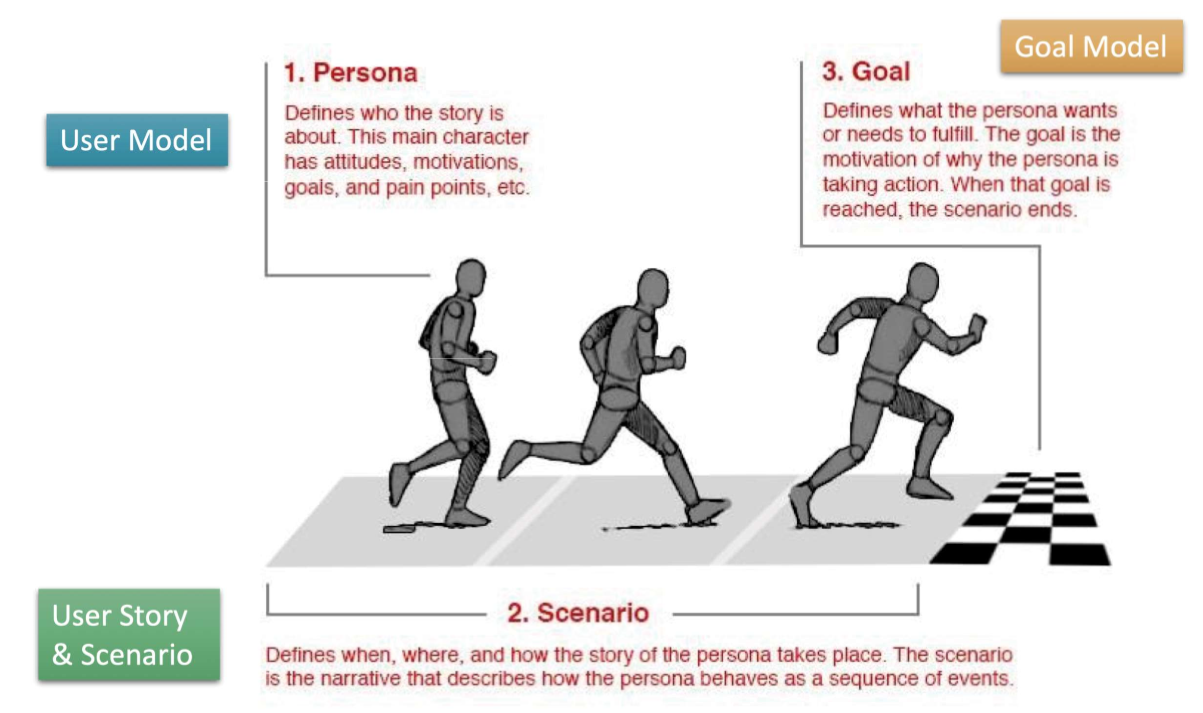 Goal Model
1. Persona
Defines who the story is
about. This main character
has attitudes, motivations,
goals, and pain points, etc.
User Model
3. Goal
Defines what the persona wants
or needs to fulfill. The goal is the
motivation of why the persona is
taking action. When that goal is
reached, the scenario ends.
User Story
& Scenario
2. Scenario
Defines when, where, and how the story of the persona takes place. The scenario
is the narrative that describes how the persona behaves as a sequence of events.